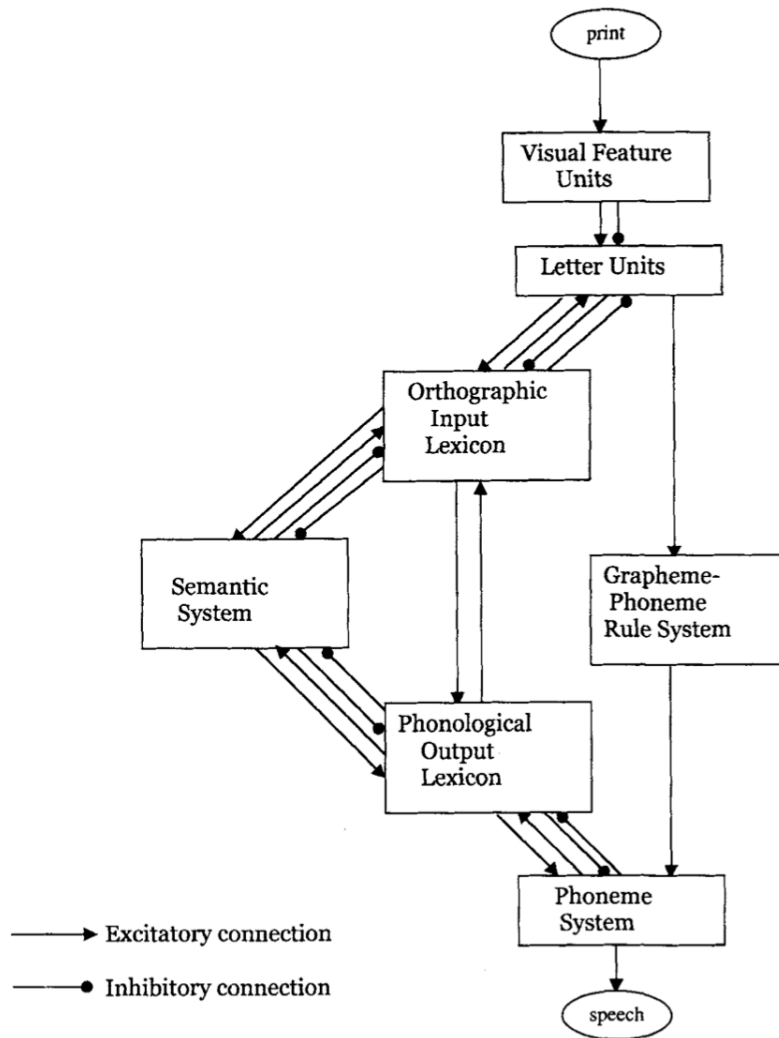 print
Visual Feature
Units
Letter Units
Orthographic
Input
Lexicon
Semantic
System
Grapheme-
Phoneme
Rule System
Phonological
Output
Lexicon
Phoneme
System
Excitatory connection
Inhibitory connection
speech